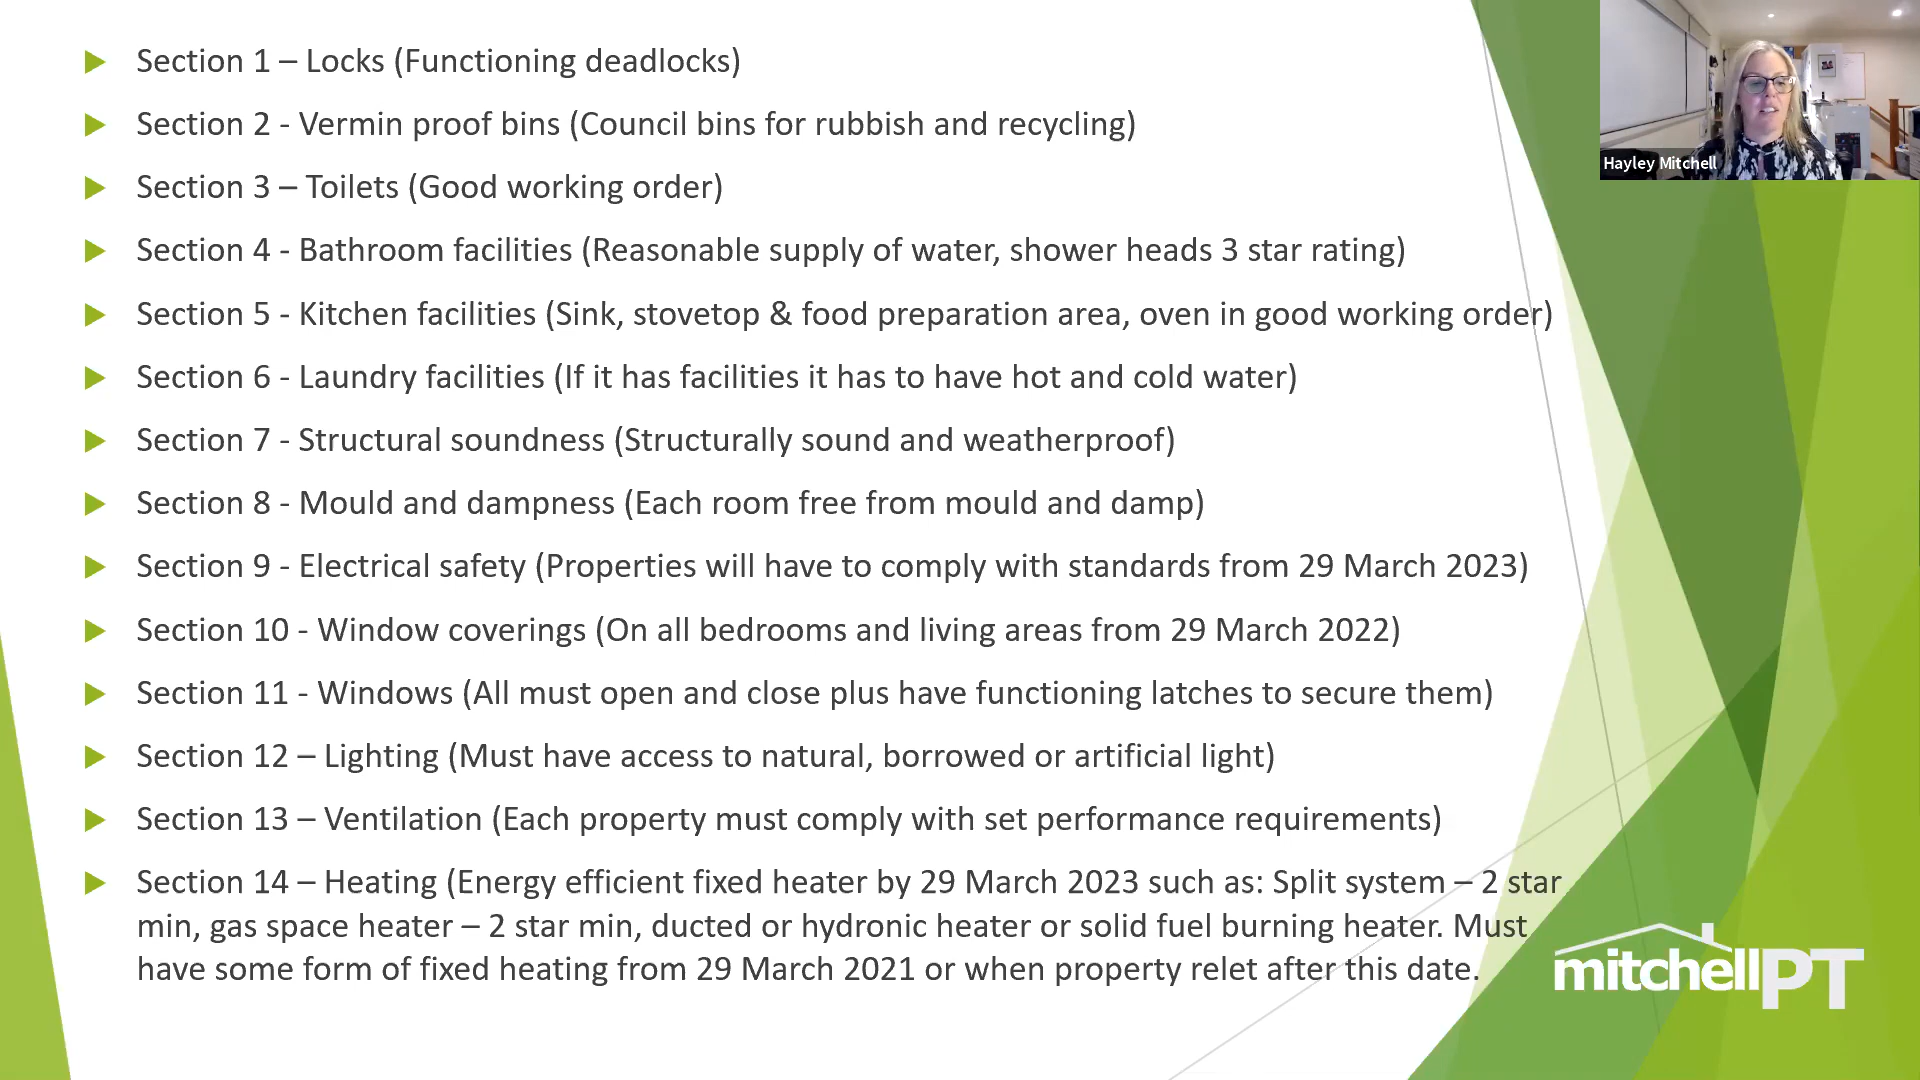 Section 1 – Locks (Functioning deadlocks)
Section 2 - Vermin proof bins (Council bins for rubbish and recycling)
Section 3 – Toilets (Good working order)
Section 4 - Bathroom facilities (Reasonable supply of water, shower heads 3 star rating)
Section 5 - Kitchen facilities (Sink, stovetop & food preparation area, oven in good working order)
Section 6 - Laundry facilities (If it has facilities it has to have hot and cold water)
Section 7 - Structural soundness (Structurally sound and weatherproof)
Section 8 - Mould and dampness (Each room free from mould and damp)
Section 9 - Electrical safety (Properties will have to comply with standards from 29 March 2023)
Section 10 - Window coverings (On all bedrooms and living areas from 29 March 2022)
Section 11 - Windows (All must open and close plus have functioning latches to secure them)
Section 12 – Lighting (Must have access to natural, borrowed or artificial light)
Section 13 – Ventilation (Each property must comply with set performance requirements)
Section 14 – Heating (Energy efficient fixed heater by 29 March 2023 such as: Split system – 2 star
min, gas space heater – 2 star min, ducted or hydronic heater or solid fuel burning heater. Must
have some form of fixed heating from 29 March 2021 or when property relet after this date.
Hayley Mitchell
mitchellPT